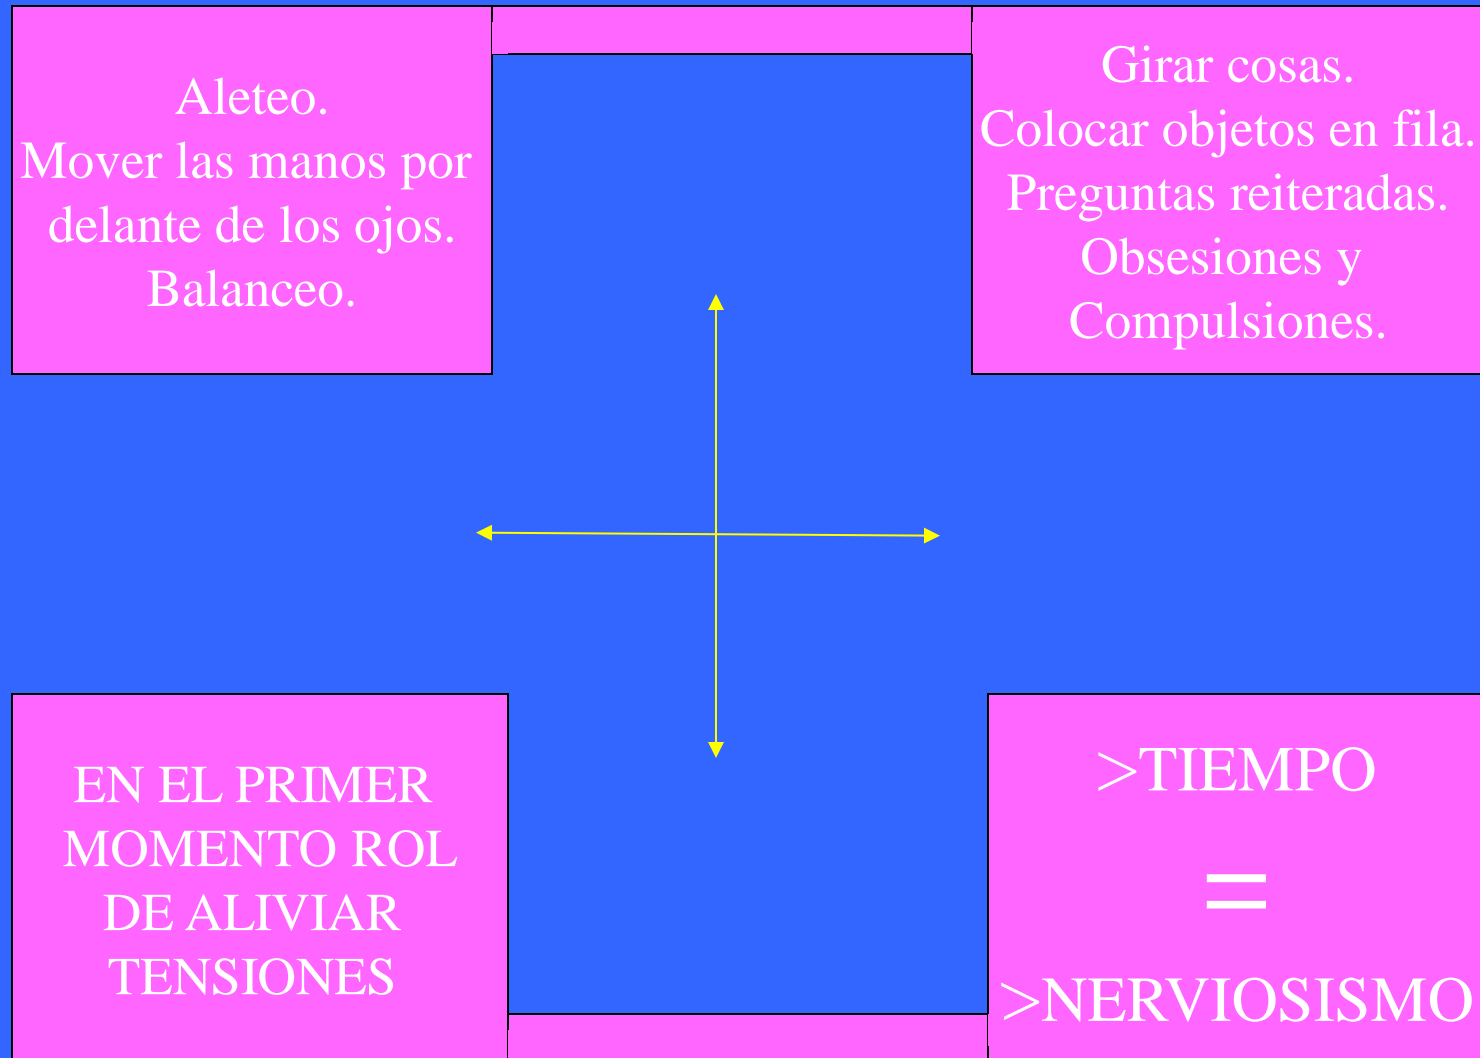 Aleteo.
Mover las manos por
delante de los ojos.
Balanceo.
Girar cosas.
Colocar objetos en fila.
Preguntas reiteradas.
Obsesiones y
Compulsiones.
EN EL PRIMER
MOMENTO ROL
DE ALIVIAR
TENSIONES
>TIEMPO
=
>NERVIOSISMO